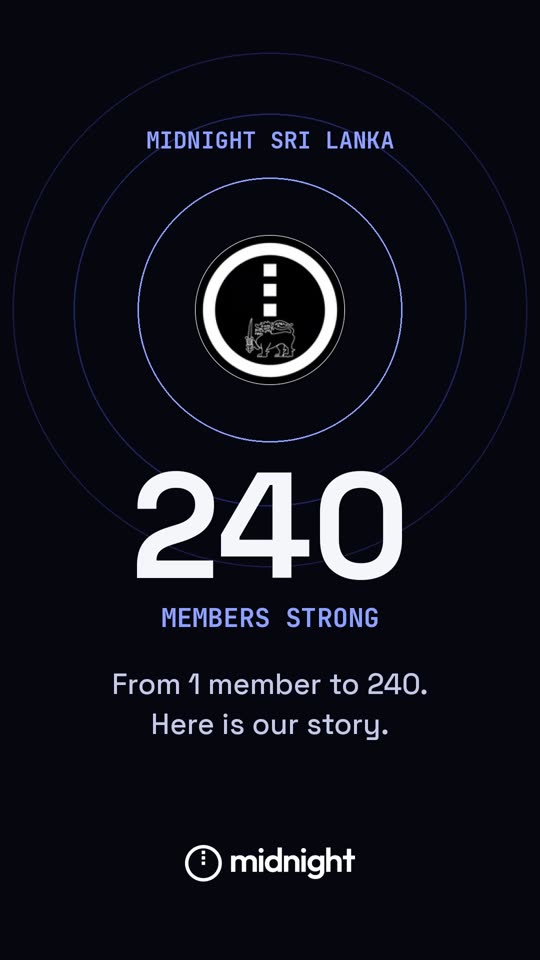 MIDNIGHT SRI LANKA
240
MEMBERS STRONG
From 1 member to 240.
Here is our story.
midnight